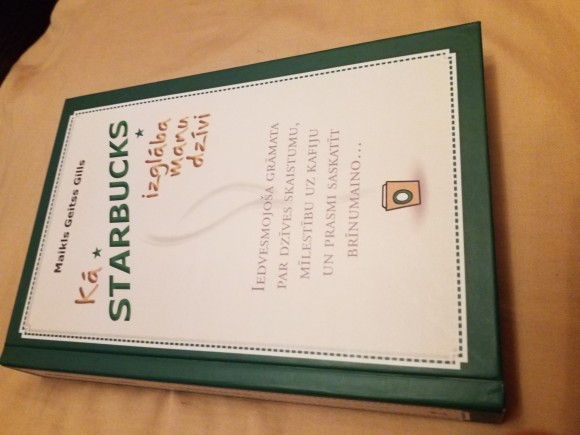 Maikls Geitss Gills
Kā
STARBUCKS
izglāba
manu
dzīvi
IEDVESMOJOŠA GRĀMATA
PAR DZĪVES SKAISTUMU,
MĪLESTĪBU UZ KAFIJU
UN PRASMI SASKATĪT
BRĪNUMAINO...